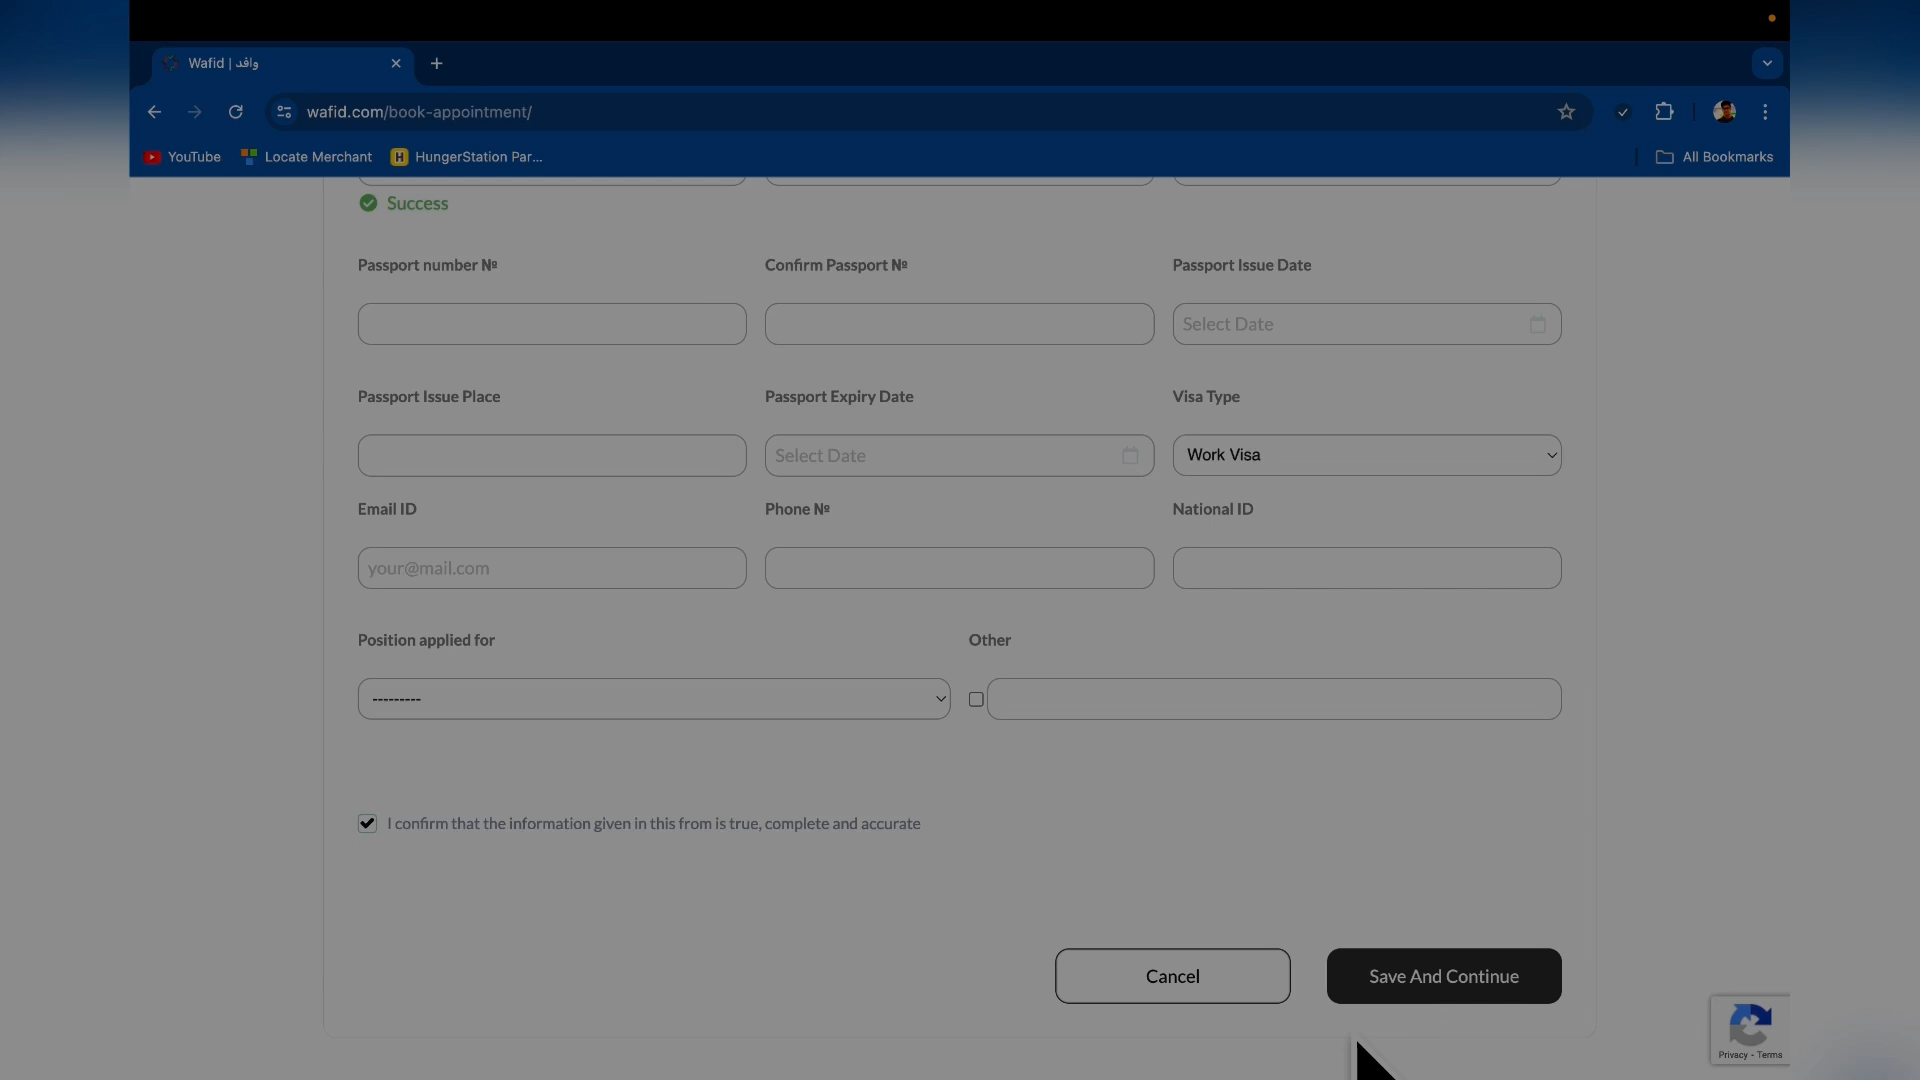 Wafid | وافد
wafid.com/book-appointment/
YouTube Locate Merchant HungerStation Par... All Bookmarks
Success
Passport number № Confirm Passport № Passport Issue Date
Select Date
Passport Issue Place Passport Expiry Date Visa Type
Select Date Work Visa
Email ID Phone № National ID
your@mail.com
Position applied for Other
---------
I confirm that the information given in this from is true, complete and accurate
Cancel Save And Continue
Privacy - Terms